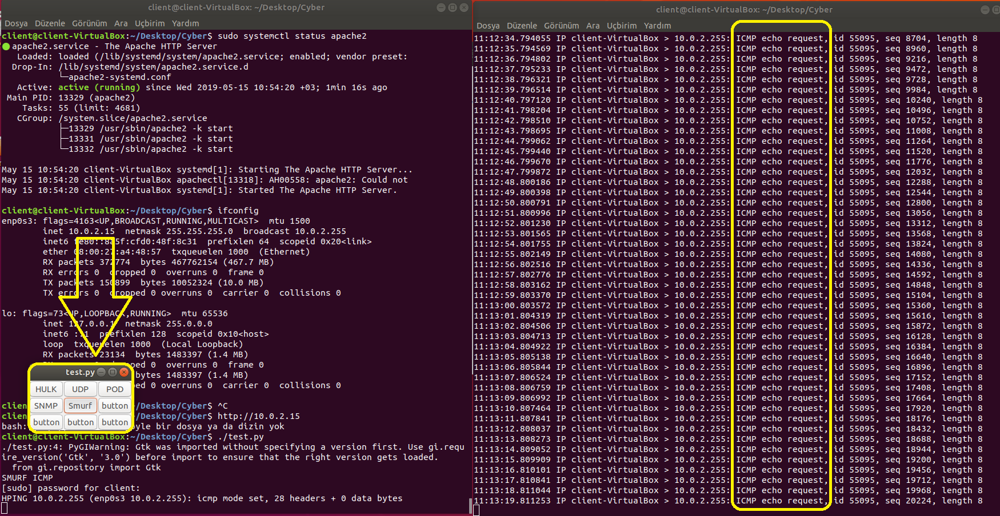 client@client-VirtualBox: ~/Desktop/Cyber
Dosya Düzenle Görünüm Ara Uçbirim Yardım
client@client-VirtualBox:~/Desktop/Cyber$ sudo systemctl status apache2
● apache2.service - The Apache HTTP Server
Loaded: loaded (/lib/systemd/system/apache2.service; enabled; vendor preset:
Drop-In: /lib/systemd/system/apache2.service.d
└─apache2-systemd.conf
Active: active (running) since Wed 2019-05-15 10:54:20 +03; 1min 16s ago
Main PID: 13329 (apache2)
Tasks: 55 (limit: 4681)
CGroup: /system.slice/apache2.service
├─13329 /usr/sbin/apache2 -k start
├─13331 /usr/sbin/apache2 -k start
└─13332 /usr/sbin/apache2 -k start
May 15 10:54:20 client-VirtualBox systemd[1]: Starting The Apache HTTP Server...
May 15 10:54:20 client-VirtualBox apachectl[13318]: AH00558: apache2: Could not
May 15 10:54:20 client-VirtualBox systemd[1]: Started The Apache HTTP Server.
client@client-VirtualBox:~/Desktop/Cyber$ ifconfig
enp0s3: flags=4163<UP,BROADCAST,RUNNING,MULTICAST> mtu 1500
inet 10.0.2.15 netmask 255.255.255.0 broadcast 10.0.2.255
inet6 fe80::8a5f:cfd0:48f:8c31 prefixlen 64 scopeid 0x20<link>
ether 08:00:27:a4:48:57 txqueuelen 1000 (Ethernet)
RX packets 372774 bytes 467762154 (467.7 MB)
RX errors 0 dropped 0 overruns 0 frame 0
TX packets 150899 bytes 10052324 (10.0 MB)
TX errors 0 dropped 0 overruns 0 carrier 0 collisions 0
lo: flags=73<UP,LOOPBACK,RUNNING> mtu 65536
inet 127.0.0.1 netmask 255.0.0.0
inet6 ::1 prefixlen 128 scopeid 0x10<host>
loop txqueuelen 1000 (Local Loopback)
RX packets 23134 bytes 1483397 (1.4 MB)
dropped 0 overruns 0 frame 0
bytes 1483397 (1.4 MB)
pped 0 overruns 0 carrier 0 collisions 0
test.py
HULK UDP POD
SNMP Smurf button
button button button
client /Desktop/Cyber$ ^C
client /Desktop/Cyber$ http://10.0.2.15
bash: yle bir dosya ya da dizin yok
client@client-VirtualBox:~/Desktop/Cyber$ ./test.py
./test.py:4: PyGIWarning: Gtk was imported without specifying a version first. Use gi.requ
ire_version('Gtk', '3.0') before import to ensure that the right version gets loaded.
from gi.repository import Gtk
SMURF ICMP
[sudo] password for client:
HPING 10.0.2.255 (enp0s3 10.0.2.255): icmp mode set, 28 headers + 0 data bytes
client@client-VirtualBox: ~/Desktop/Cyber
Dosya Düzenle Görünüm Ara Uçbirim Yardım
11:12:34.794055 IP client-VirtualBox > 10.0.2.255: ICMP echo request, id 55095, seq 8704, length 8
11:12:35.794569 IP client-VirtualBox > 10.0.2.255: ICMP echo request, id 55095, seq 8960, length 8
11:12:36.794802 IP client-VirtualBox > 10.0.2.255: ICMP echo request, id 55095, seq 9216, length 8
11:12:37.795233 IP client-VirtualBox > 10.0.2.255: ICMP echo request, id 55095, seq 9472, length 8
11:12:38.796321 IP client-VirtualBox > 10.0.2.255: ICMP echo request, id 55095, seq 9728, length 8
11:12:39.796514 IP client-VirtualBox > 10.0.2.255: ICMP echo request, id 55095, seq 9984, length 8
11:12:40.797120 IP client-VirtualBox > 10.0.2.255: ICMP echo request, id 55095, seq 10240, length 8
11:12:41.798204 IP client-VirtualBox > 10.0.2.255: ICMP echo request, id 55095, seq 10496, length 8
11:12:42.798510 IP client-VirtualBox > 10.0.2.255: ICMP echo request, id 55095, seq 10752, length 8
11:12:43.798695 IP client-VirtualBox > 10.0.2.255: ICMP echo request, id 55095, seq 11008, length 8
11:12:44.799062 IP client-VirtualBox > 10.0.2.255: ICMP echo request, id 55095, seq 11264, length 8
11:12:45.799440 IP client-VirtualBox > 10.0.2.255: ICMP echo request, id 55095, seq 11520, length 8
11:12:46.799670 IP client-VirtualBox > 10.0.2.255: ICMP echo request, id 55095, seq 11776, length 8
11:12:47.799872 IP client-VirtualBox > 10.0.2.255: ICMP echo request, id 55095, seq 12032, length 8
11:12:48.800186 IP client-VirtualBox > 10.0.2.255: ICMP echo request, id 55095, seq 12288, length 8
11:12:49.800398 IP client-VirtualBox > 10.0.2.255: ICMP echo request, id 55095, seq 12544, length 8
11:12:50.800791 IP client-VirtualBox > 10.0.2.255: ICMP echo request, id 55095, seq 12800, length 8
11:12:51.800996 IP client-VirtualBox > 10.0.2.255: ICMP echo request, id 55095, seq 13056, length 8
11:12:52.801230 IP client-VirtualBox > 10.0.2.255: ICMP echo request, id 55095, seq 13312, length 8
11:12:53.801565 IP client-VirtualBox > 10.0.2.255: ICMP echo request, id 55095, seq 13568, length 8
11:12:54.801755 IP client-VirtualBox > 10.0.2.255: ICMP echo request, id 55095, seq 13824, length 8
11:12:55.802149 IP client-VirtualBox > 10.0.2.255: ICMP echo request, id 55095, seq 14080, length 8
11:12:56.802516 IP client-VirtualBox > 10.0.2.255: ICMP echo request, id 55095, seq 14336, length 8
11:12:57.802776 IP client-VirtualBox > 10.0.2.255: ICMP echo request, id 55095, seq 14592, length 8
11:12:58.803162 IP client-VirtualBox > 10.0.2.255: ICMP echo request, id 55095, seq 14848, length 8
11:12:59.803370 IP client-VirtualBox > 10.0.2.255: ICMP echo request, id 55095, seq 15104, length 8
11:13:00.803572 IP client-VirtualBox > 10.0.2.255: ICMP echo request, id 55095, seq 15360, length 8
11:13:01.804319 IP client-VirtualBox > 10.0.2.255: ICMP echo request, id 55095, seq 15616, length 8
11:13:02.804506 IP client-VirtualBox > 10.0.2.255: ICMP echo request, id 55095, seq 15872, length 8
11:13:03.804713 IP client-VirtualBox > 10.0.2.255: ICMP echo request, id 55095, seq 16128, length 8
11:13:04.804922 IP client-VirtualBox > 10.0.2.255: ICMP echo request, id 55095, seq 16384, length 8
11:13:05.805138 IP client-VirtualBox > 10.0.2.255: ICMP echo request, id 55095, seq 16640, length 8
11:13:06.805844 IP client-VirtualBox > 10.0.2.255: ICMP echo request, id 55095, seq 16896, length 8
11:13:07.806524 IP client-VirtualBox > 10.0.2.255: ICMP echo request, id 55095, seq 17152, length 8
11:13:08.806759 IP client-VirtualBox > 10.0.2.255: ICMP echo request, id 55095, seq 17408, length 8
11:13:09.806992 IP client-VirtualBox > 10.0.2.255: ICMP echo request, id 55095, seq 17664, length 8
11:13:10.807464 IP client-VirtualBox > 10.0.2.255: ICMP echo request, id 55095, seq 17920, length 8
11:13:11.807841 IP client-VirtualBox > 10.0.2.255: ICMP echo request, id 55095, seq 18176, length 8
11:13:12.808037 IP client-VirtualBox > 10.0.2.255: ICMP echo request, id 55095, seq 18432, length 8
11:13:13.808273 IP client-VirtualBox > 10.0.2.255: ICMP echo request, id 55095, seq 18688, length 8
11:13:14.809052 IP client-VirtualBox > 10.0.2.255: ICMP echo request, id 55095, seq 18944, length 8
11:13:15.809909 IP client-VirtualBox > 10.0.2.255: ICMP echo request, id 55095, seq 19200, length 8
11:13:16.810101 IP client-VirtualBox > 10.0.2.255: ICMP echo request, id 55095, seq 19456, length 8
11:13:17.810841 IP client-VirtualBox > 10.0.2.255: ICMP echo request, id 55095, seq 19712, length 8
11:13:18.811044 IP client-VirtualBox > 10.0.2.255: ICMP echo request, id 55095, seq 19968, length 8
11:13:19.811253 IP client-VirtualBox > 10.0.2.255: ICMP echo request, id 55095, seq 20224, length 8